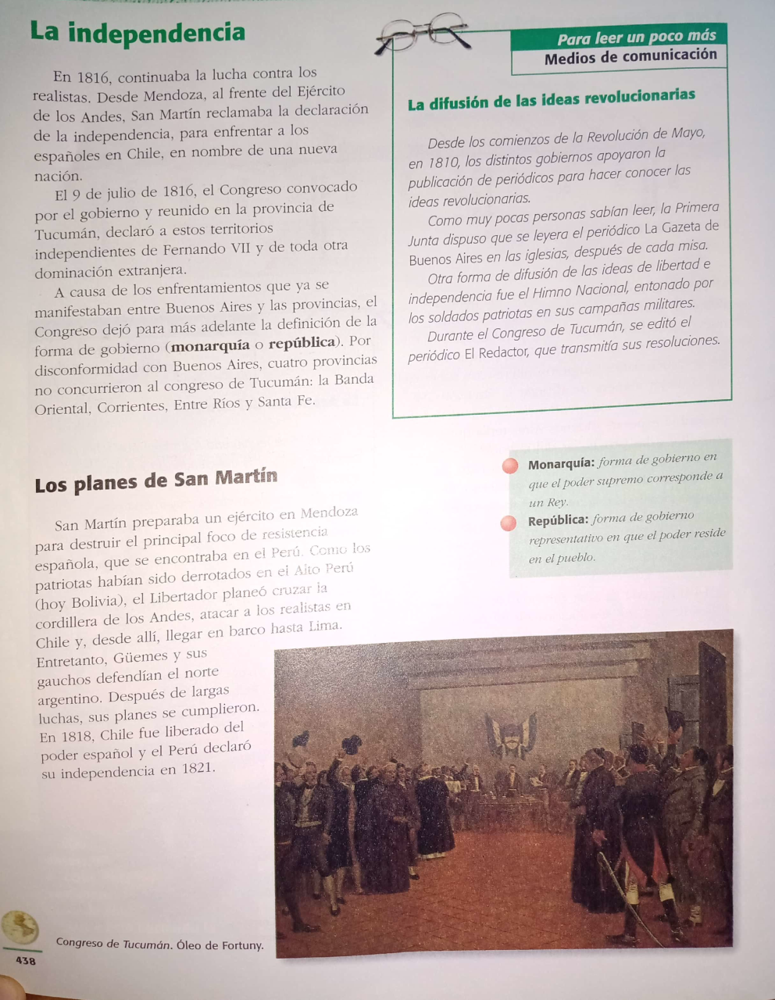 La independencia
En 1816, continuaba la lucha contra los
realistas. Desde Mendoza, al frente del Ejército
de los Andes, San Martín reclamaba la declaración
de la independencia, para enfrentar a los
españoles en Chile, en nombre de una nueva
nación.
El 9 de julio de 1816, el Congreso convocado
por el gobierno y reunido en la provincia de
Tucumán, declaró a estos territorios
independientes de Fernando VII y de toda otra
dominación extranjera.
A causa de los enfrentamientos que ya se
manifestaban entre Buenos Aires y las provincias, el
Congreso dejó para más adelante la definición de la
forma de gobierno (monarquía o república). Por
disconformidad con Buenos Aires, cuatro provincias
no concurrieron al congreso de Tucumán: la Banda
Oriental, Corrientes, Entre Ríos y Santa Fe.
Para leer un poco más
Medios de comunicación
La difusión de las ideas revolucionarias
Desde los comienzos de la Revolución de Mayo,
en 1810, los distintos gobiernos apoyaron la
publicación de periódicos para hacer conocer las
ideas revolucionarias.
Como muy pocas personas sabían leer, la Primera
Junta dispuso que se leyera el periódico La Gazeta de
Buenos Aires en las iglesias, después de cada misa.
Otra forma de difusión de las ideas de libertad e
independencia fue el Himno Nacional, entonado por
los soldados patriotas en sus campañas militares.
Durante el Congreso de Tucumán, se editó el
periódico El Redactor, que transmitía sus resoluciones.
Monarquía: forma de gobierno en
que el poder supremo corresponde a
un Rey.
República: forma de gobierno
representativo en que el poder reside
en el pueblo.
Los planes de San Martín
San Martín preparaba un ejército en Mendoza
para destruir el principal foco de resistencia
española, que se encontraba en el Perú. Como los
patriotas habían sido derrotados en el Alto Perú
(hoy Bolivia), el Libertador planeó cruzar la
cordillera de los Andes, atacar a los realistas en
Chile y, desde allí, llegar en barco hasta Lima.
Entretanto, Güemes y sus
gauchos defendían el norte
argentino. Después de largas
luchas, sus planes se cumplieron.
En 1818, Chile fue liberado del
poder español y el Perú declaró
su independencia en 1821.
Congreso de Tucumán. Óleo de Fortuny.
438